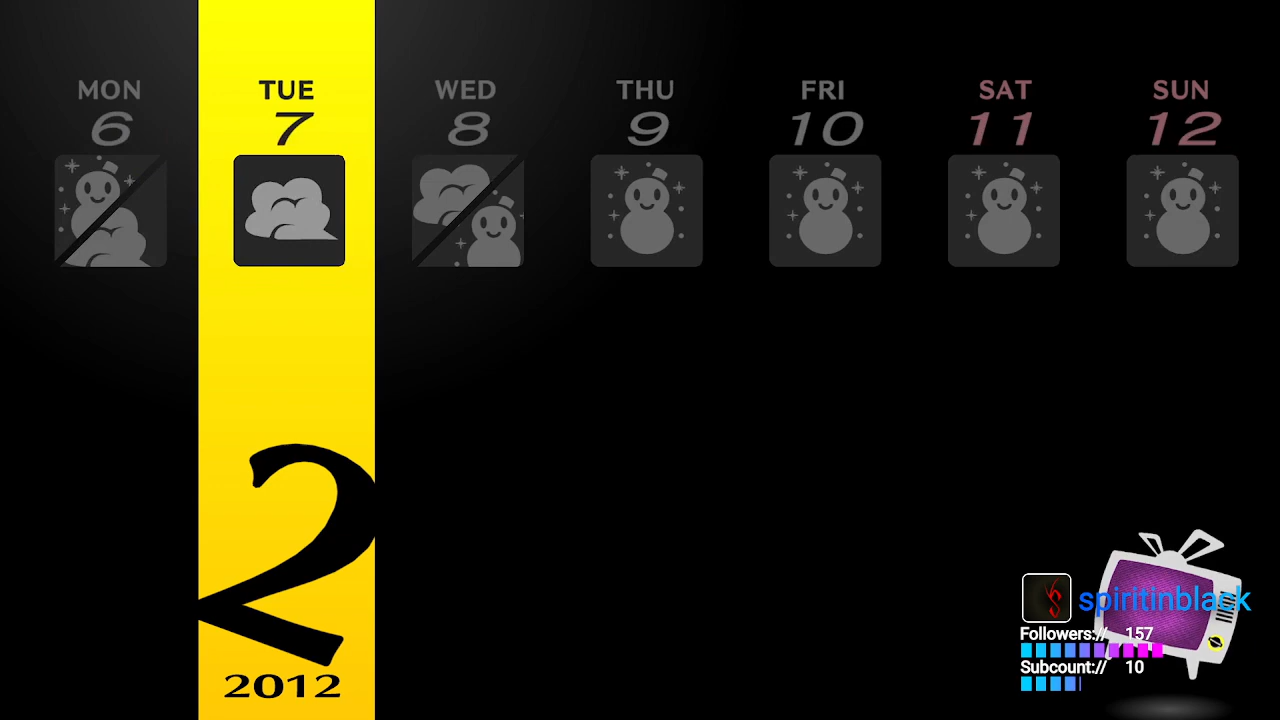 MON TUE WED THU FRI SAT SUN
6 7 8 9 10 11 12
2
2012
spiritinblack
Followers:// 157
Subcount:// 10